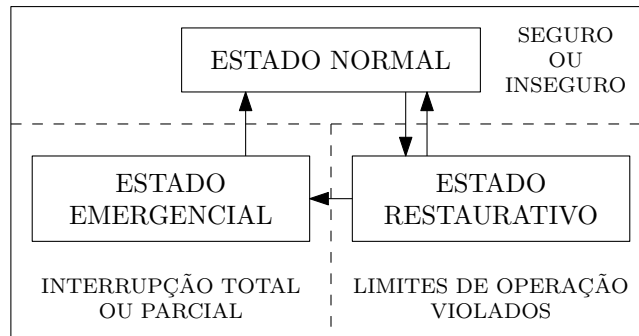 ESTADO NORMAL
SEGURO
OU
INSEGURO
ESTADO
EMERGENCIAL
ESTADO
RESTAURATIVO
INTERRUPÇÃO TOTAL
OU PARCIAL
LIMITES DE OPERAÇÃO
VIOLADOS